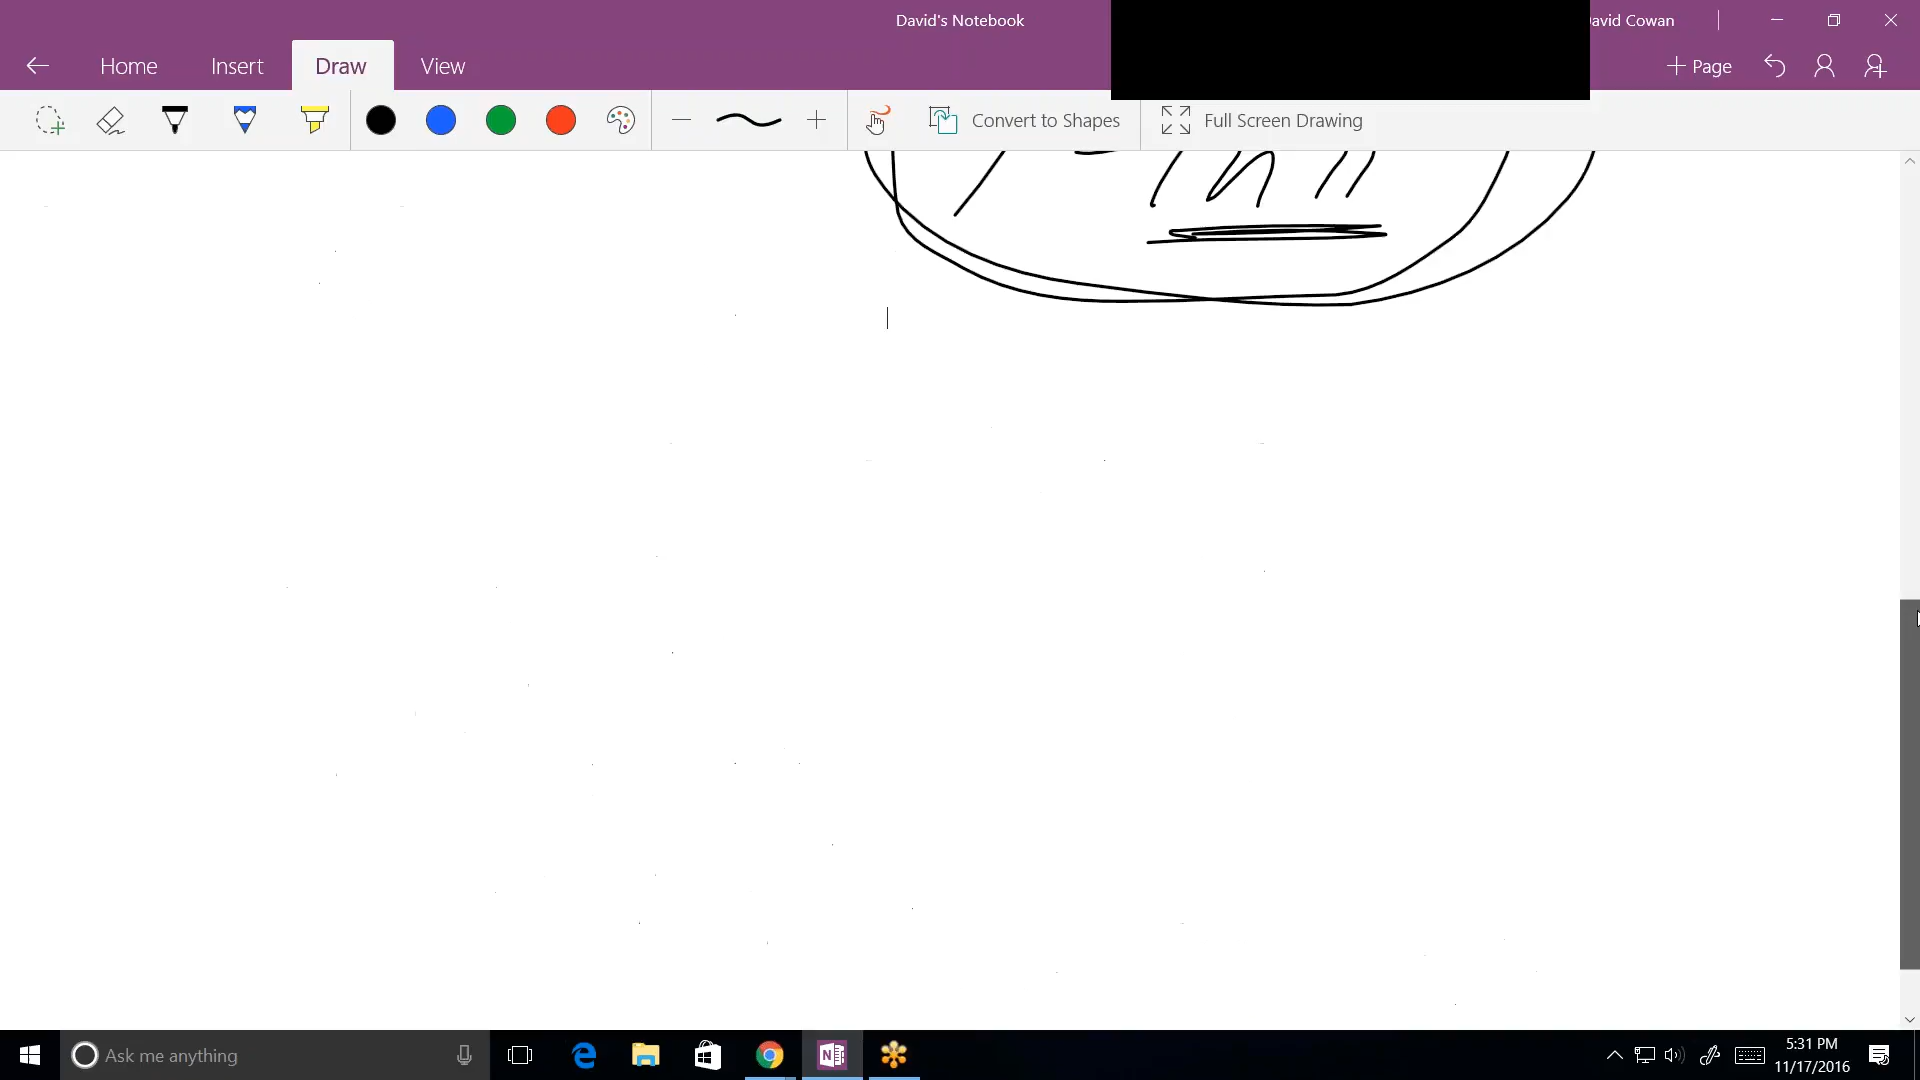 David's Notebook
avid Cowan
Home Insert Draw View
Page
Convert to Shapes
Full Screen Drawing
Ask me anything
5:31 PM
11/17/2016